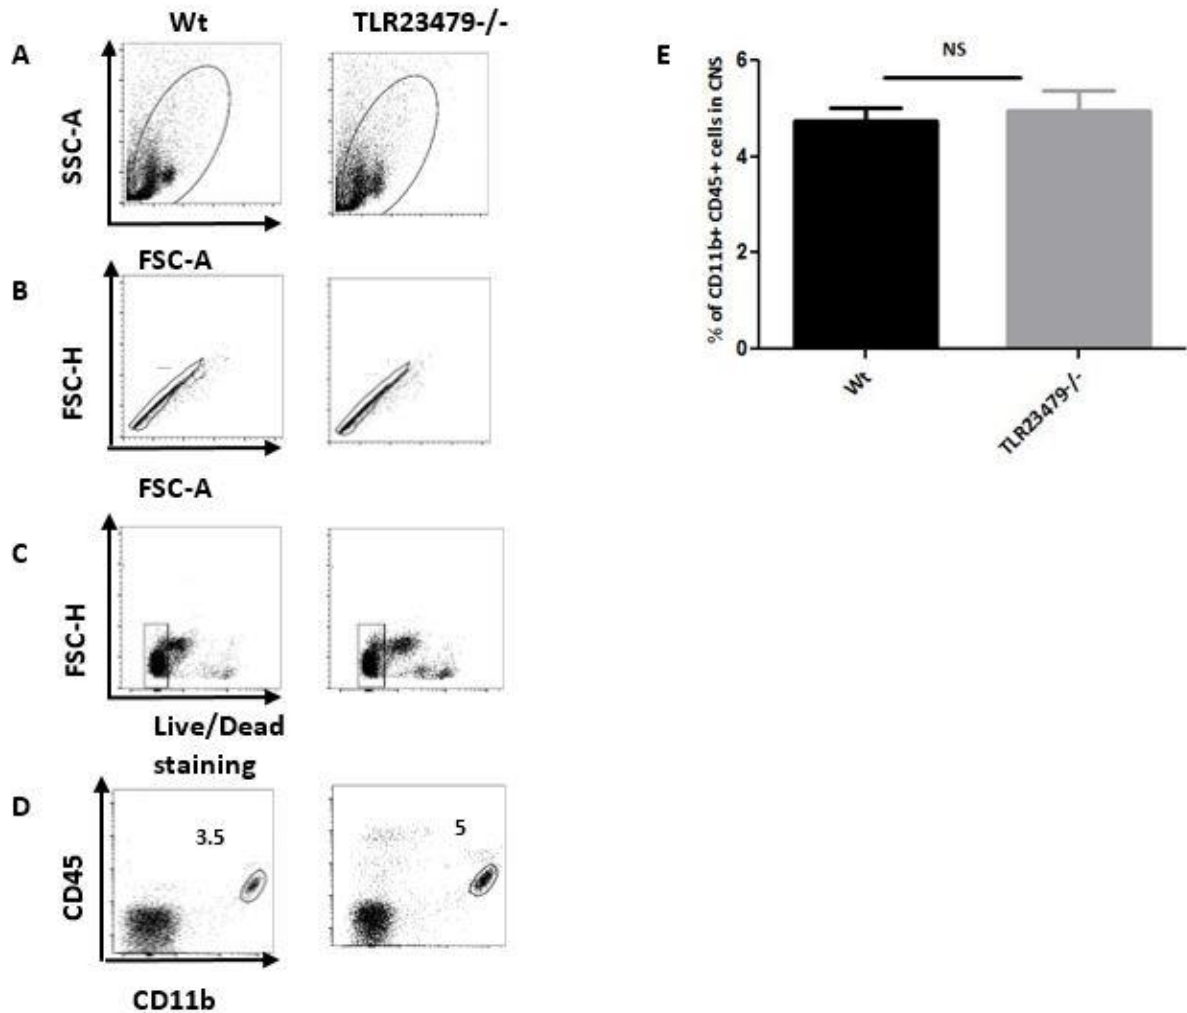 Wt
TLR23479-/-
A
SSC-A
FSC-A
B
FSC-H
FSC-A
C
FSC-H
Live/Dead
staining
D
3.5
5
CD45
CD11b
E
NS
% of CD11b+ CD45+ cells in CNS
6
4
2
0
Wt
TLR23479-/-